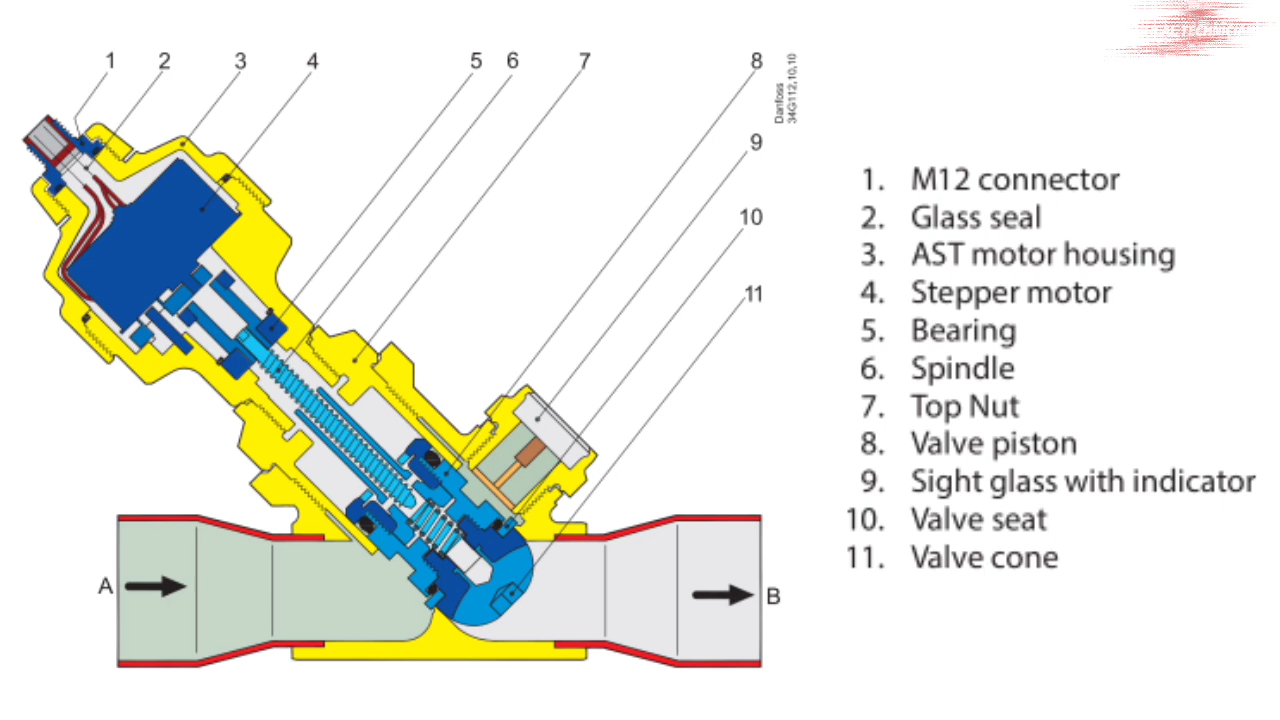 1 2 3 4 5 6 7 8
Danfoss
34G112,10,10
9
10
11
A
B
1. M12 connector
2. Glass seal
3. AST motor housing
4. Stepper motor
5. Bearing
6. Spindle
7. Top Nut
8. Valve piston
9. Sight glass with indicator
10. Valve seat
11. Valve cone